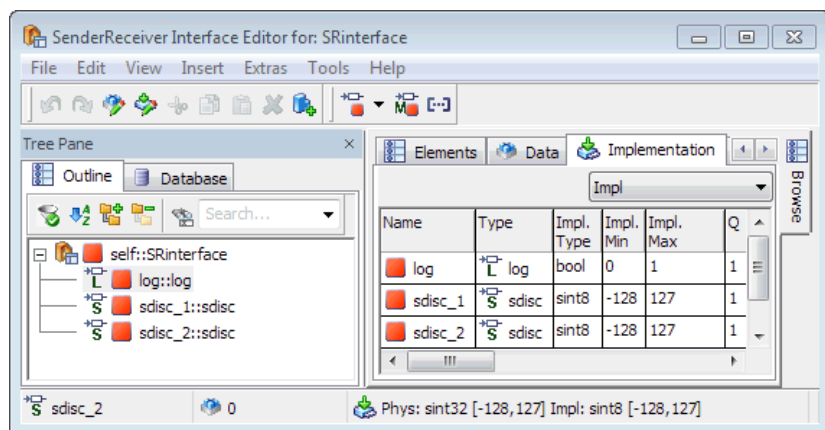 SenderReceiver Interface Editor for: SRinterface
File Edit View Insert Extras Tools Help
Tree Pane
Outline Database
Search...
self::SRinterface
log::log
sdisc_1::sdisc
sdisc_2::sdisc
Elements Data Implementation
Browse
Impl
Name Type Impl. Type Impl. Min Impl. Max Q
log L log bool 0 1 1
sdisc_1 S sdisc sint8 -128 127 1
sdisc_2 S sdisc sint8 -128 127 1
S sdisc_2 0 Phys: sint32 [-128,127] Impl: sint8 [-128,127]